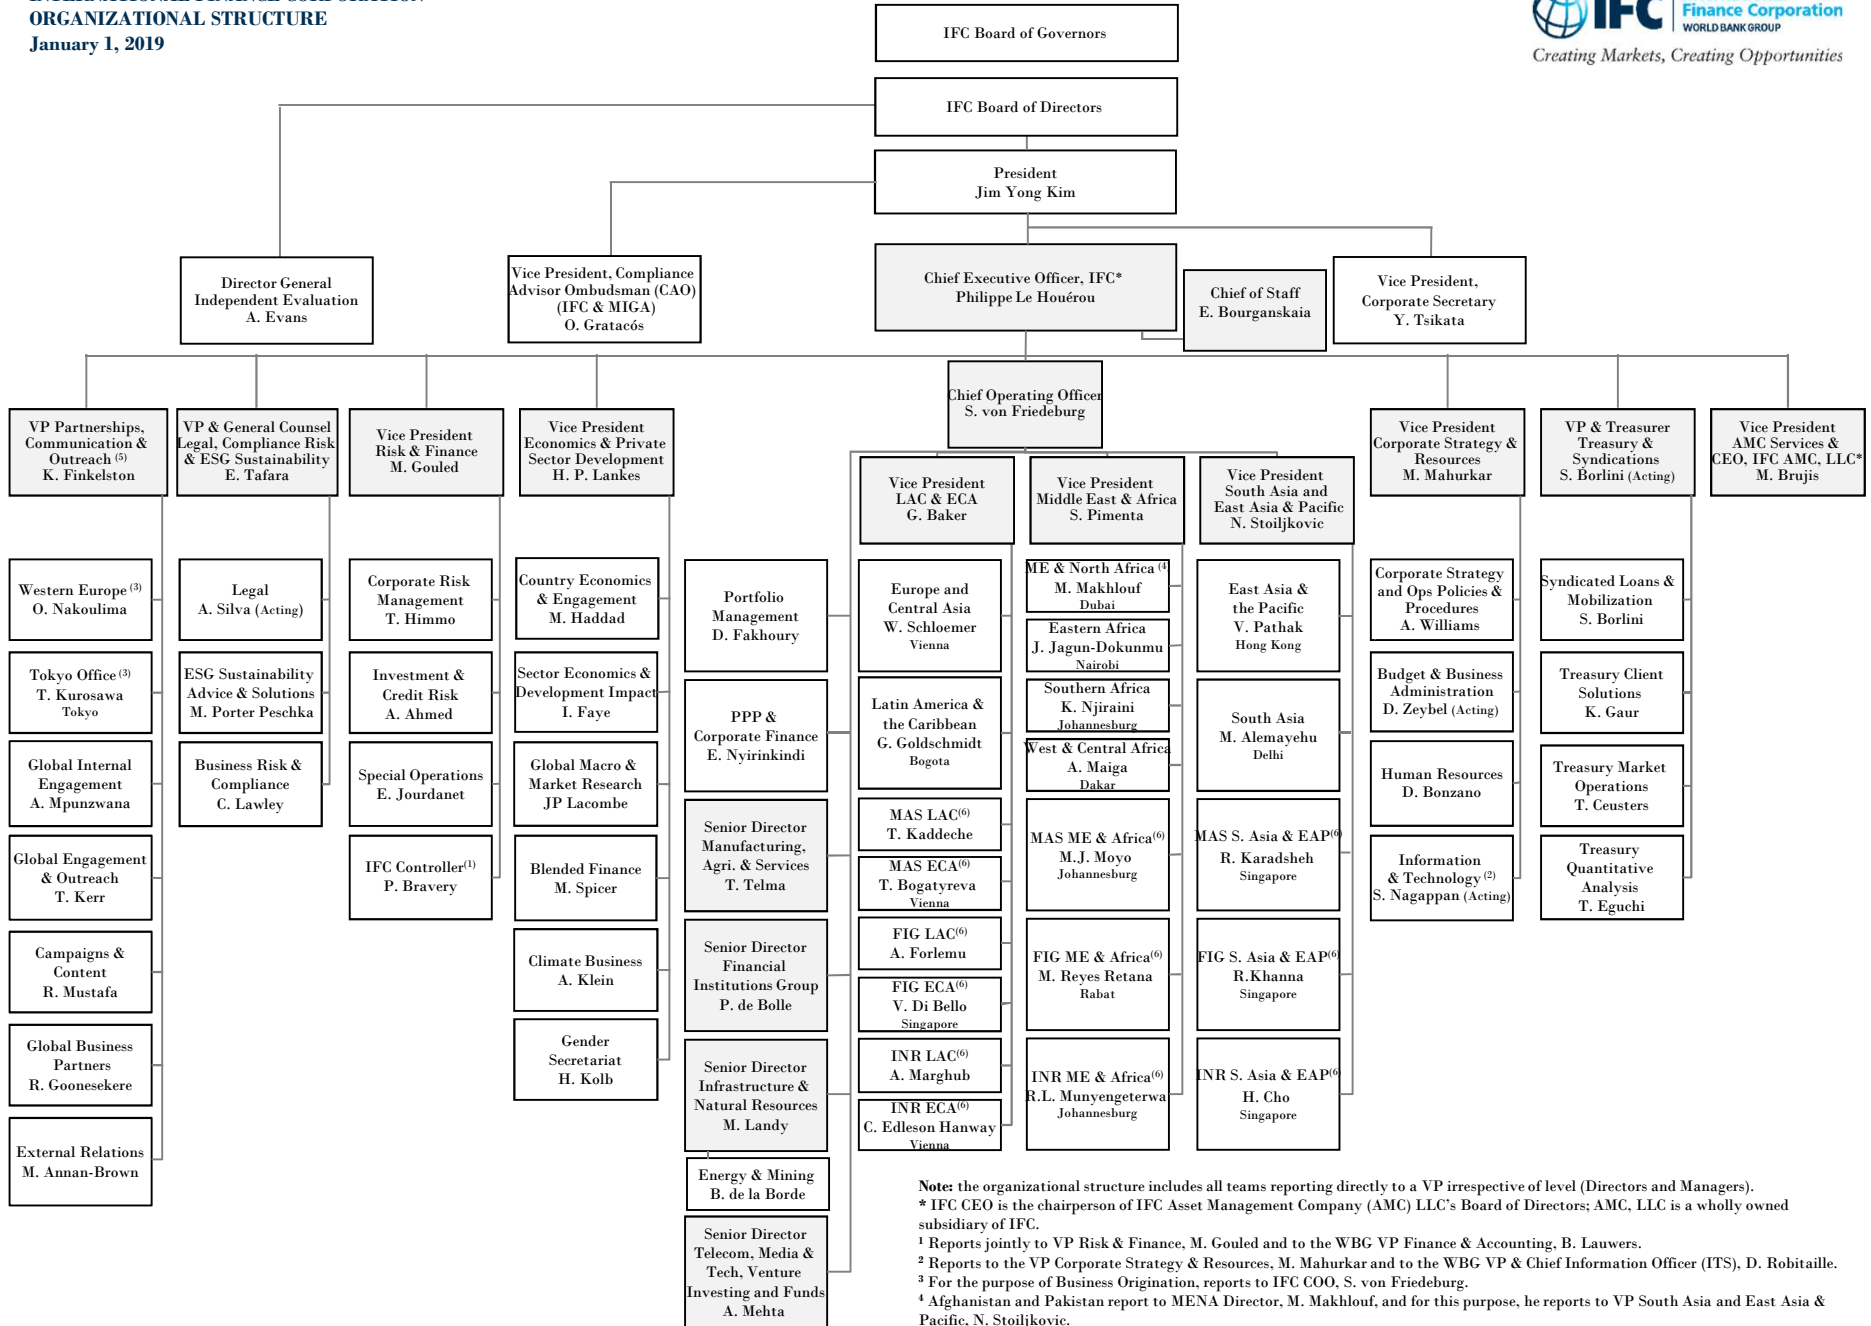 ORGANIZATIONAL STRUCTURE
January 1, 2019
IFC
Finance Corporation
WORLD BANK GROUP
Creating Markets, Creating Opportunities
IFC Board of Governors
IFC Board of Directors
President
Jim Yong Kim
Director General
Independent Evaluation
A. Evans
Vice President, Compliance
Advisor Ombudsman (CAO)
(IFC & MIGA)
O. Gratacós
Chief Executive Officer, IFC*
Philippe Le Houérou
Chief of Staff
E. Bourganskaia
Vice President,
Corporate Secretary
Y. Tsikata
Chief Operating Officer
S. von Friedeburg
VP Partnerships,
Communication &
Outreach (5)
K. Finkelston
VP & General Counsel
Legal, Compliance Risk
& ESG Sustainability
E. Tafara
Vice President
Risk & Finance
M. Gouled
Vice President
Economics & Private
Sector Development
H. P. Lankes
Vice President
LAC & ECA
G. Baker
Vice President
Middle East & Africa
S. Pimenta
Vice President
South Asia and
East Asia & Pacific
N. Stoiljkovic
Vice President
Corporate Strategy &
Resources
M. Mahurkar
VP & Treasurer
Treasury &
Syndications
S. Borlini (Acting)
Vice President
AMC Services &
CEO, IFC AMC, LLC*
M. Brujis
Western Europe (3)
O. Nakoulima
Tokyo Office (3)
T. Kurosawa
Tokyo
Global Internal
Engagement
A. Mpunzwana
Global Engagement
& Outreach
T. Kerr
Campaigns &
Content
R. Mustafa
Global Business
Partners
R. Goonesekere
External Relations
M. Annan-Brown
Legal
A. Silva (Acting)
ESG Sustainability
Advice & Solutions
M. Porter Peschka
Business Risk &
Compliance
C. Lawley
Corporate Risk
Management
T. Himmo
Investment &
Credit Risk
A. Ahmed
Special Operations
E. Jourdanet
IFC Controller(1)
P. Bravery
Country Economics
& Engagement
M. Haddad
Sector Economics &
Development Impact
I. Faye
Global Macro &
Market Research
JP Lacombe
Blended Finance
M. Spicer
Climate Business
A. Klein
Gender
Secretariat
H. Kolb
Portfolio
Management
D. Fakhoury
PPP &
Corporate Finance
E. Nyirinkindi
Senior Director
Manufacturing,
Agri. & Services
T. Telma
Senior Director
Financial
Institutions Group
P. de Bolle
Senior Director
Infrastructure &
Natural Resources
M. Landy
Energy & Mining
B. de la Borde
Senior Director
Telecom, Media &
Tech, Venture
Investing and Funds
A. Mehta
Europe and
Central Asia
W. Schloemer
Vienna
Latin America &
the Caribbean
G. Goldschmidt
Bogota
MAS LAC(6)
T. Kaddeche
MAS ECA(6)
T. Bogatyreva
Vienna
FIG LAC(6)
A. Forlemu
FIG ECA(6)
V. Di Bello
Singapore
INR LAC(6)
A. Marghub
INR ECA(6)
C. Edleson Hanway
Vienna
ME & North Africa (4)
M. Makhlouf
Dubai
Eastern Africa
J. Jagun-Dokunmu
Nairobi
Southern Africa
K. Njiraini
Johannesburg
West & Central Africa
A. Maiga
Dakar
MAS ME & Africa(6)
M.J. Moyo
Johannesburg
FIG ME & Africa(6)
M. Reyes Retana
Rabat
INR ME & Africa(6)
R.L. Munyengeterwa
Johannesburg
East Asia &
the Pacific
V. Pathak
Hong Kong
South Asia
M. Alemayehu
Delhi
MAS S. Asia & EAP(6)
R. Karadsheh
Singapore
FIG S. Asia & EAP(6)
R.Khanna
Singapore
INR S. Asia & EAP(6)
H. Cho
Singapore
Corporate Strategy
and Ops Policies &
Procedures
A. Williams
Budget & Business
Administration
D. Zeybel (Acting)
Human Resources
D. Bonzano
Information
& Technology (2)
S. Nagappan (Acting)
Syndicated Loans &
Mobilization
S. Borlini
Treasury Client
Solutions
K. Gaur
Treasury Market
Operations
T. Ceusters
Treasury
Quantitative
Analysis
T. Eguchi
Note: the organizational structure includes all teams reporting directly to a VP irrespective of level (Directors and Managers).
* IFC CEO is the chairperson of IFC Asset Management Company (AMC) LLC's Board of Directors; AMC, LLC is a wholly owned
subsidiary of IFC.
1 Reports jointly to VP Risk & Finance, M. Gouled and to the WBG VP Finance & Accounting, B. Lauwers.
2 Reports to the VP Corporate Strategy & Resources, M. Mahurkar and to the WBG VP & Chief Information Officer (ITS), D. Robitaille.
3 For the purpose of Business Origination, reports to IFC COO, S. von Friedeburg.
4 Afghanistan and Pakistan report to MENA Director, M. Makhlouf, and for this purpose, he reports to VP South Asia and East Asia &
Pacific, N. Stoiljkovic.